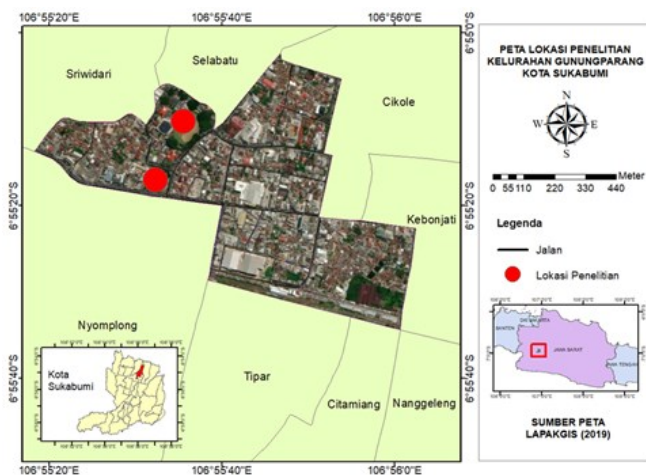 106°55'20"E
106°55'40"E
106°56'0"E
6°55'0"S
6°55'20"S
6°55'40"S
Sriwidari
Selabatu
Cikole
Kebonjati
Nyomplong
Tipar
Citamiang
Nanggeleng
Kota
Sukabumi
6°55'20"S
6°55'40"S
106°55'20"E
106°55'40"E
106°56'0"E
PETA LOKASI PENELITIAN
KELURAHAN GUNUNGPARANG
KOTA SUKABUMI
N
W
E
S
Meter
0 55 110 220 330 440
Legenda
Jalan
Lokasi Penelitian
BANTEN
JAWA BARAT
SUMBER PETA
LAPAKGIS (2019)